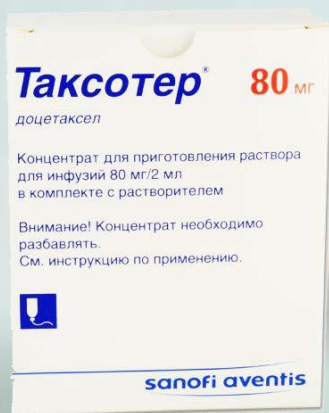 Таксотер® 80 мг
доцетаксел
Концентрат для приготовления раствора
для инфузий 80 мг/2 мл
в комплекте с растворителем
Внимание! Концентрат необходимо
разбавлять.
См. инструкцию по применению.
sanofi aventis